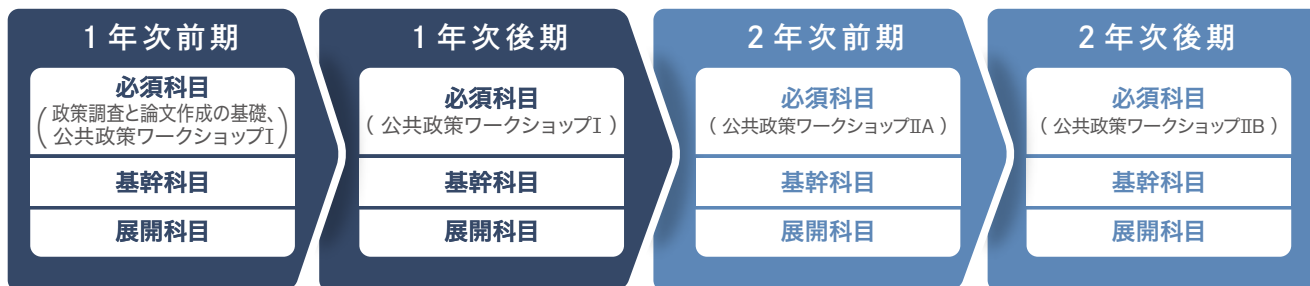 1年次前期
必須科目
(政策調査と論文作成の基礎、
公共政策ワークショップⅠ)
基幹科目
展開科目
1年次後期
必須科目
(公共政策ワークショップⅠ)
基幹科目
展開科目
2年次前期
必須科目
(公共政策ワークショップⅡA)
基幹科目
展開科目
2年次後期
必須科目
(公共政策ワークショップⅡB)
基幹科目
展開科目